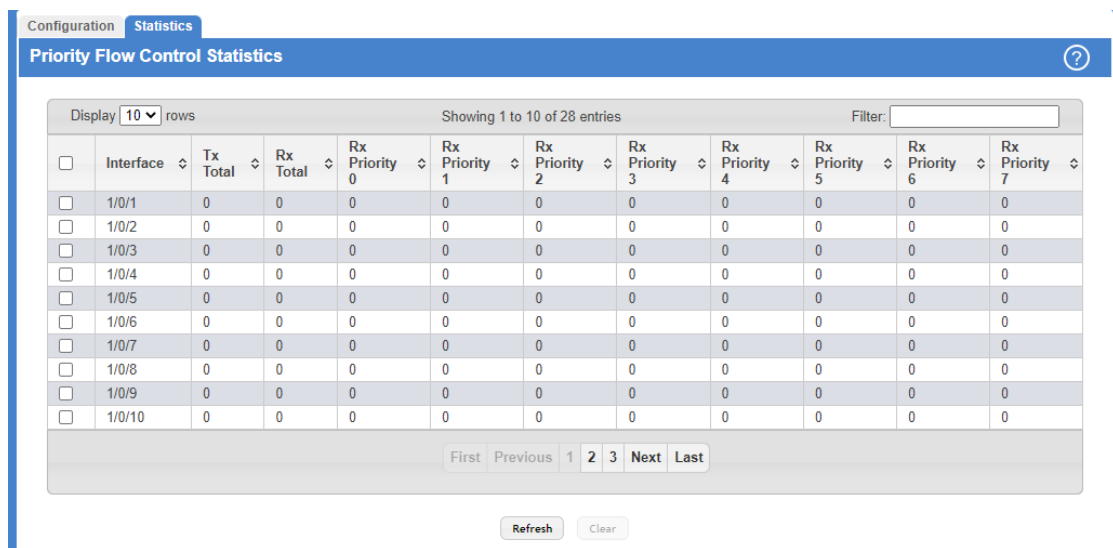 Configuration Statistics
Priority Flow Control Statistics ?
Display 10 rows Showing 1 to 10 of 28 entries Filter:
Interface Tx Total Rx Total Rx Priority 0 Rx Priority 1 Rx Priority 2 Rx Priority 3 Rx Priority 4 Rx Priority 5 Rx Priority 6 Rx Priority 7
1/0/1 0 0 0 0 0 0 0 0 0 0
1/0/2 0 0 0 0 0 0 0 0 0 0
1/0/3 0 0 0 0 0 0 0 0 0 0
1/0/4 0 0 0 0 0 0 0 0 0 0
1/0/5 0 0 0 0 0 0 0 0 0 0
1/0/6 0 0 0 0 0 0 0 0 0 0
1/0/7 0 0 0 0 0 0 0 0 0 0
1/0/8 0 0 0 0 0 0 0 0 0 0
1/0/9 0 0 0 0 0 0 0 0 0 0
1/0/10 0 0 0 0 0 0 0 0 0 0
First Previous 1 2 3 Next Last
Refresh Clear